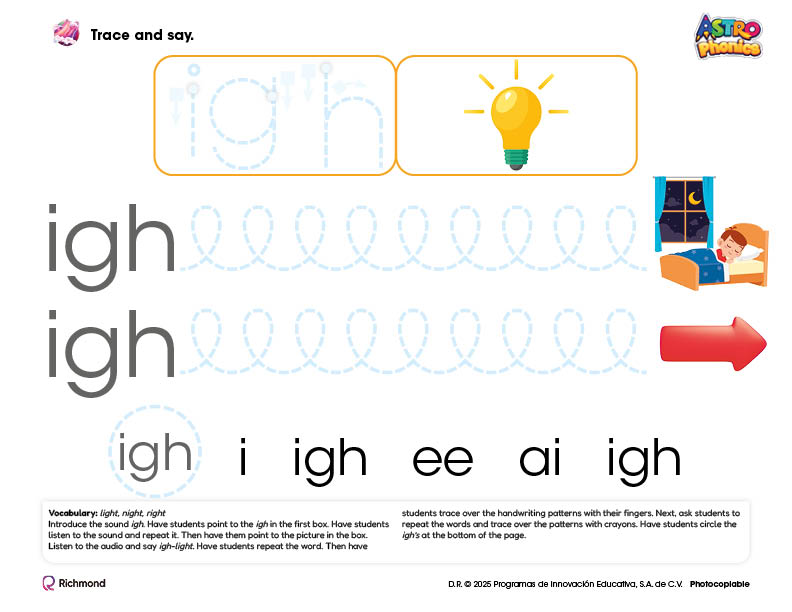 Trace and say.
ASTRO
Phonics
igh
igh
igh
igh i igh ee ai igh
Vocabulary: light, night, right
Introduce the sound igh. Have students point to the igh in the first box. Have students
listen to the sound and repeat it. Then have them point to the picture in the box.
Listen to the audio and say igh-light. Have students repeat the word. Then have
students trace over the handwriting patterns with their fingers. Next, ask students to
repeat the words and trace over the patterns with crayons. Have students circle the
igh's at the bottom of the page.
Richmond
D.R. © 2025 Programas de Innovación Educativa, S.A. de C.V. Photocopiable